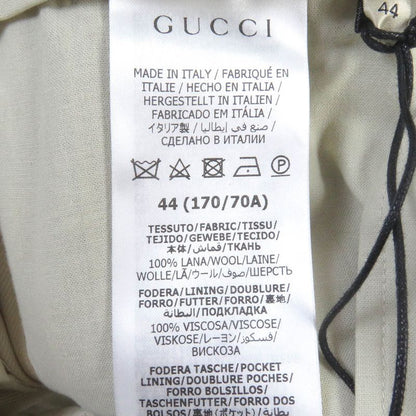 GUCCI
44
MADE IN ITALY / FABRIQUÉ EN
ITALIE / HECHO EN ITALIA /
HERGESTELLT IN ITALIEN /
FABRICADO EM ITÁLIA /
イタリア製 / صنع في إيطاليا /
СДЕЛАНО В ИТАЛИИ
P
44 (170/70A)
TESSUTO/FABRIC/TISSU/
TEJIDO/GEWEBE/TECIDO/
本体/قماش/ТКАНЬ
100% LANA/WOOL/LAINE/
WOLLE/LÃ/ウール/صوف/ШЕРСТЬ
FODERA/LINING/DOUBLURE/
FORRO/FUTTER/FORRO/裏地/
البطانة/ПОДКЛАДКА
100% VISCOSA/VISCOSE/
VISKOSE/レーヨン/فسكوز/
ВИСКОЗА
FODERA TASCHE/POCKET
LINING/DOUBLURE POCHES/
FORRO BOLSILLOS/
TASCHENFUTTER/FORRO DOS
BOLSOS/裏地(ポケット)/بطانة